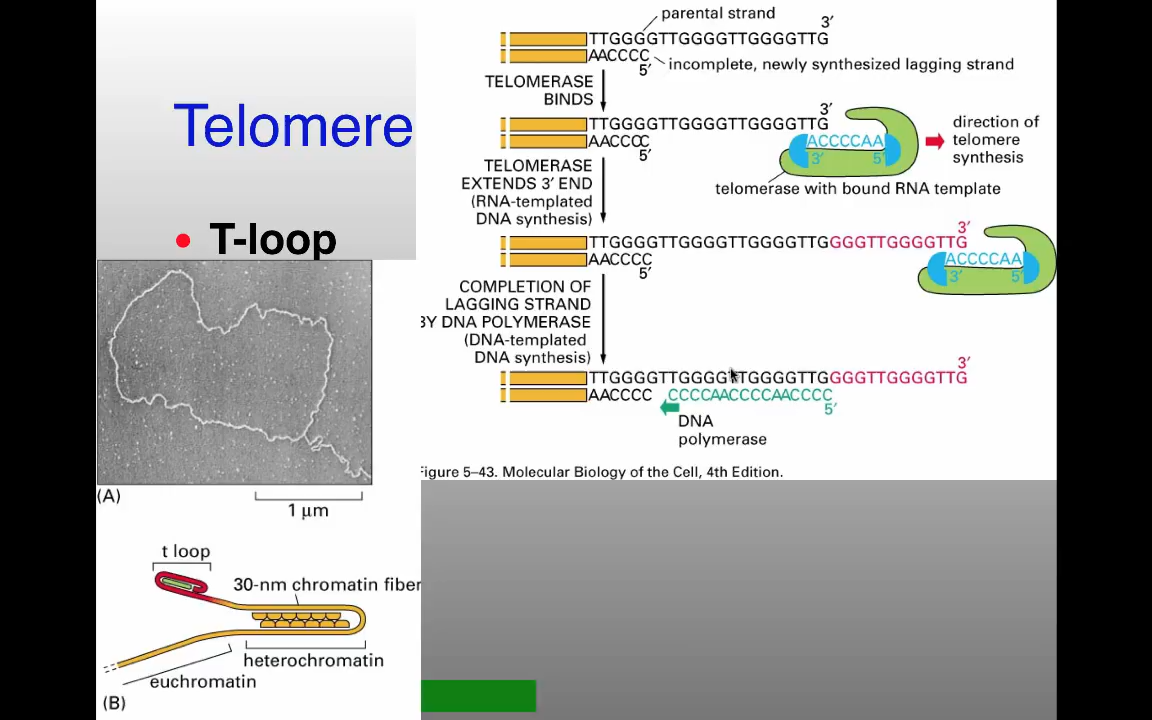 Telomere
• T-loop
(A)
1 μm
t loop
30-nm chromatin fiber
heterochromatin
euchromatin
(B)
parental strand
3′
TTGGGGTTGGGGTTGGGGTTG
AACCCC
5′
incomplete, newly synthesized lagging strand
TELOMERASE
BINDS
3′
TTGGGGTTGGGGTTGGGGTTG
AACCCC
5′
ACCCCAA
3′ 5′
direction of
telomere
synthesis
telomerase with bound RNA template
TELOMERASE
EXTENDS 3′ END
(RNA-templated
DNA synthesis)
3′
TTGGGGTTGGGGTTGGGGTTGGGGTTGGGGTTG
AACCCC
5′
ACCCCAA
3′ 5′
COMPLETION OF
LAGGING STRAND
BY DNA POLYMERASE
(DNA-templated
DNA synthesis)
3′
TTGGGGTTGGGGTTGGGGTTGGGGTTGGGGTTG
AACCCC CCCCAACCCCAACCCC
5′
DNA
polymerase
Figure 5–43. Molecular Biology of the Cell, 4th Edition.